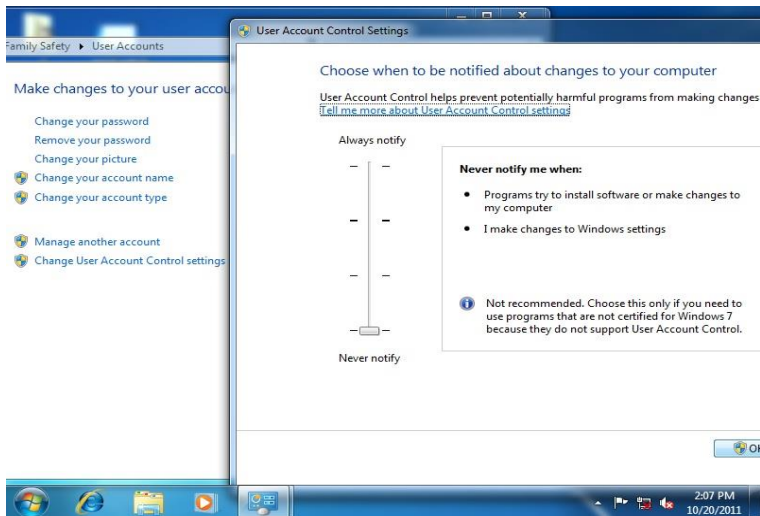 Family Safety ▸ User Accounts
Make changes to your user accou
Change your password
Remove your password
Change your picture
Change your account name
Change your account type
Manage another account
Change User Account Control settings
User Account Control Settings
Choose when to be notified about changes to your computer
User Account Control helps prevent potentially harmful programs from making changes
Tell me more about User Account Control settings
Always notify
Never notify
Never notify me when:
• Programs try to install software or make changes to
my computer
• I make changes to Windows settings
Not recommended. Choose this only if you need to
use programs that are not certified for Windows 7
because they do not support User Account Control.
OK
2:07 PM
10/20/2011